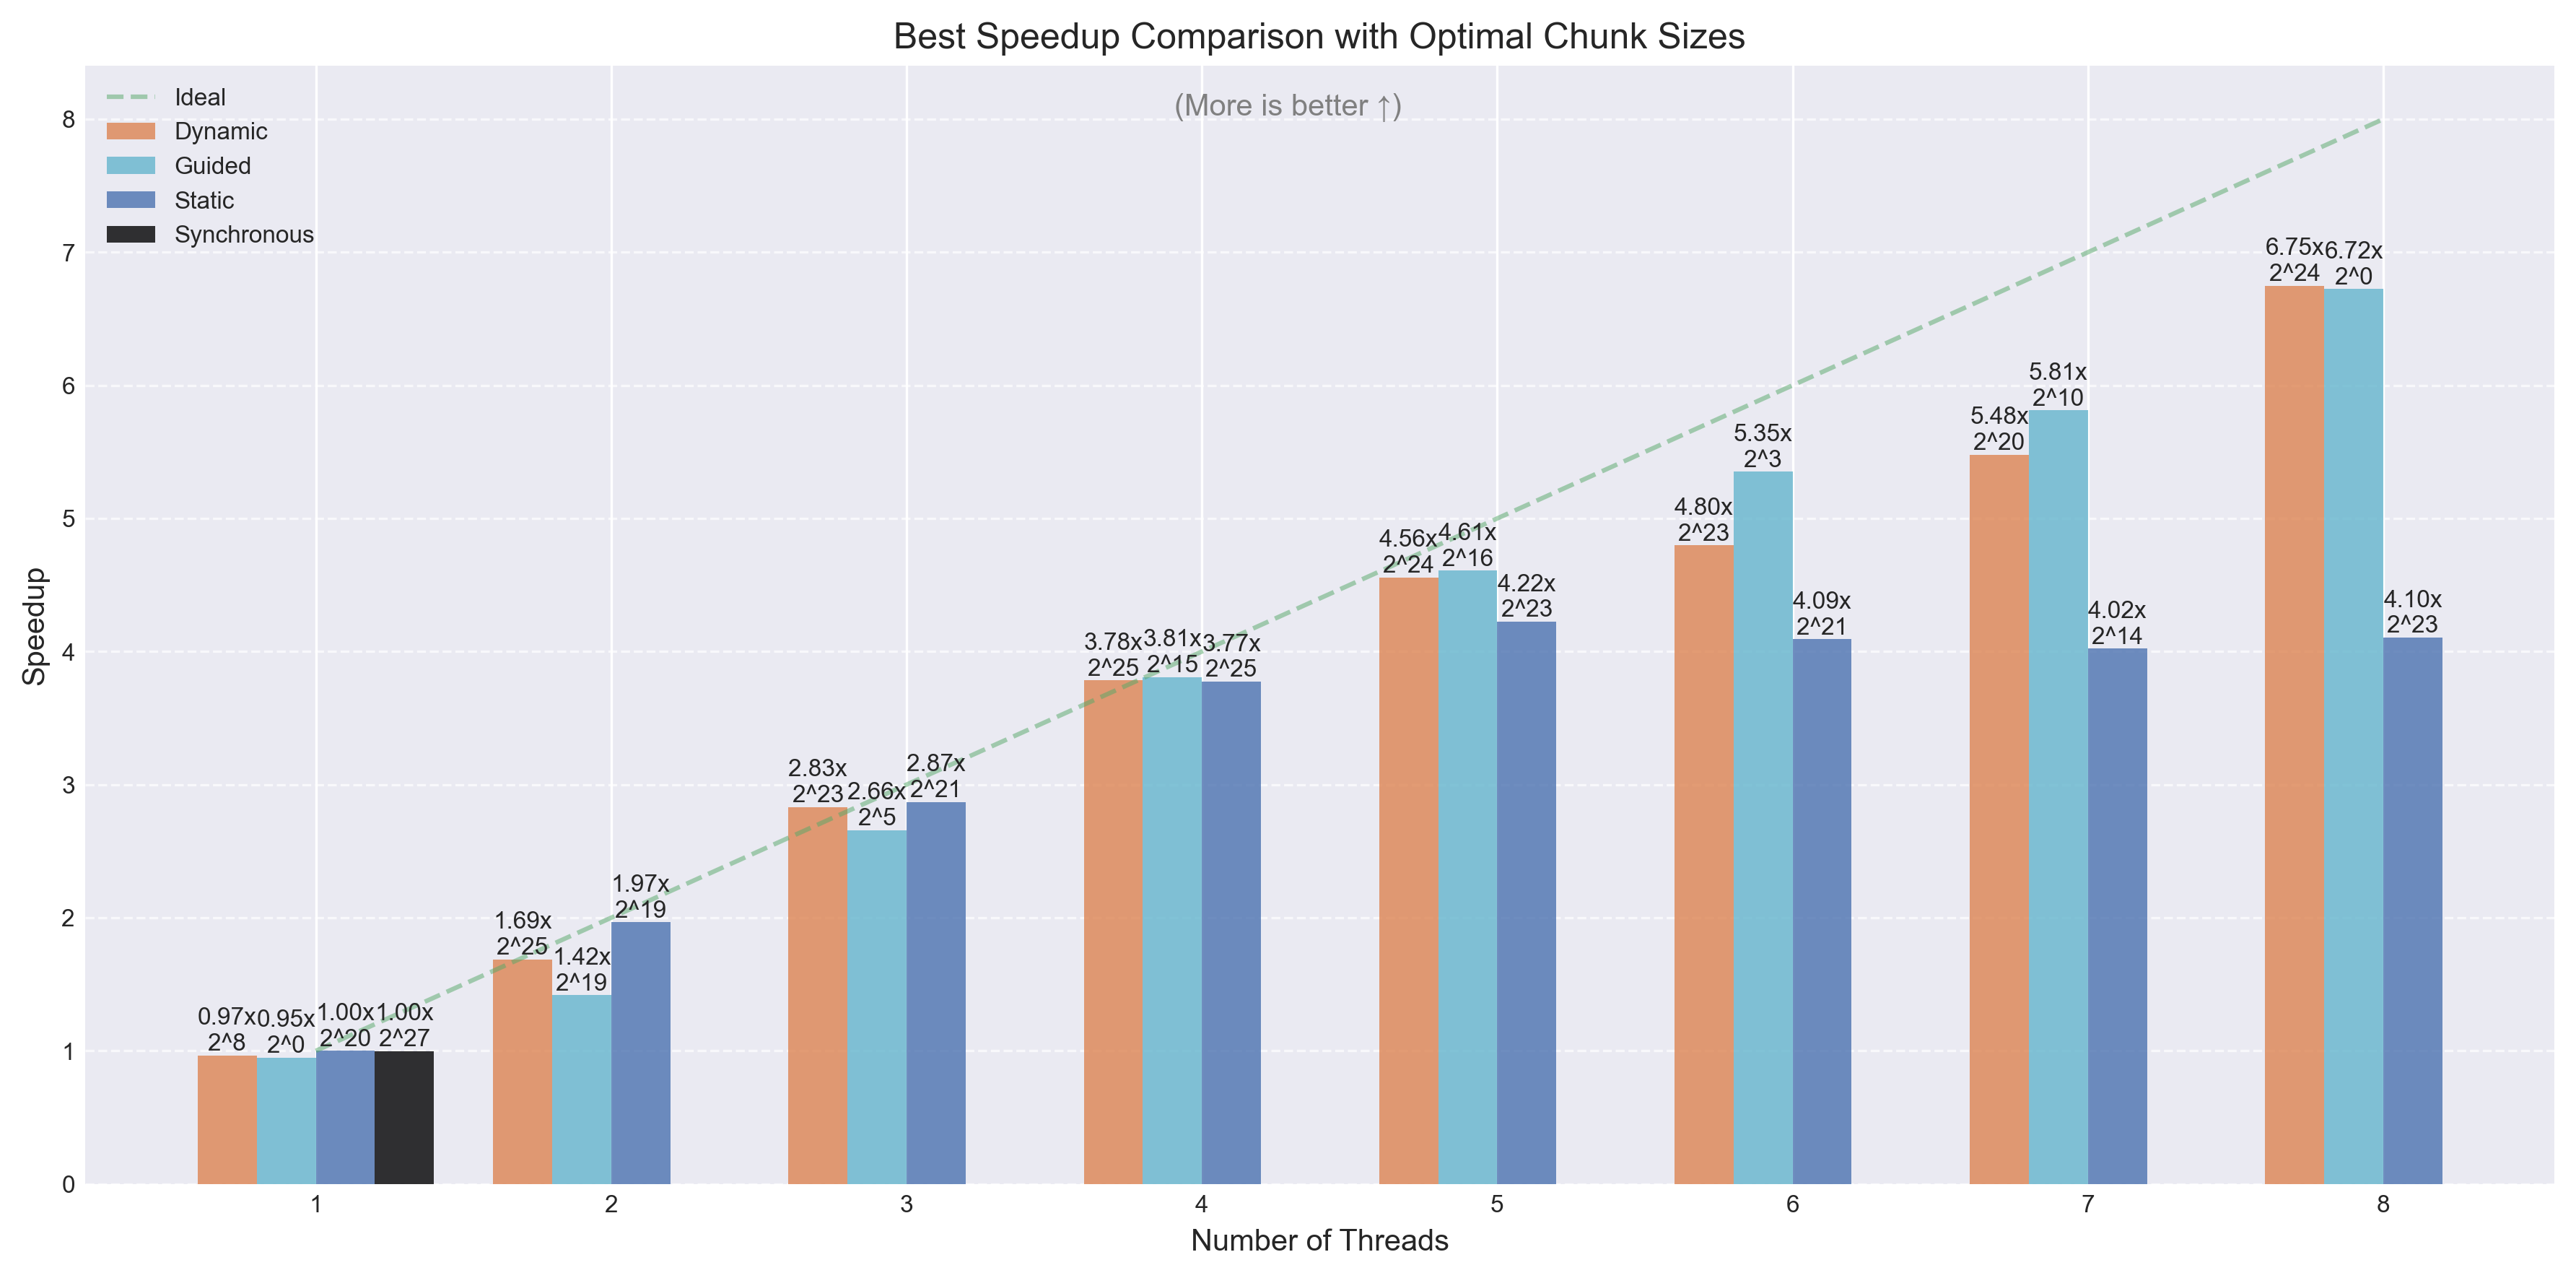 Best Speedup Comparison with Optimal Chunk Sizes
(More is better ↑)
Ideal
Dynamic
Guided
Static
Synchronous
Speedup
8
7
6
5
4
3
2
1
0
0.97x
2^8
0.95x
2^0
1.00x
2^20
1.00x
2^27
1.69x
2^25
1.42x
2^19
1.97x
2^19
2.83x
2^23
2.66x
2^5
2.87x
2^21
3.78x
2^25
3.81x
2^15
3.77x
2^25
4.56x
2^24
4.61x
2^16
4.22x
2^23
4.80x
2^23
5.35x
2^3
4.09x
2^21
5.48x
2^20
5.81x
2^10
4.02x
2^14
6.75x
2^24
6.72x
2^0
4.10x
2^23
1 2 3 4 5 6 7 8
Number of Threads